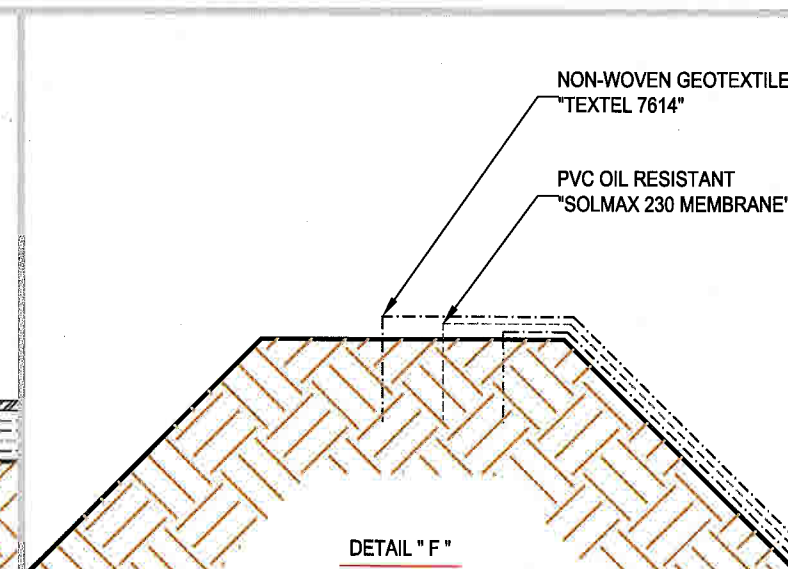 NON-WOVEN GEOTEXTILE
"TEXTEL 7614"
PVC OIL RESISTANT
"SOLMAX 230 MEMBRANE"
DETAIL " F "